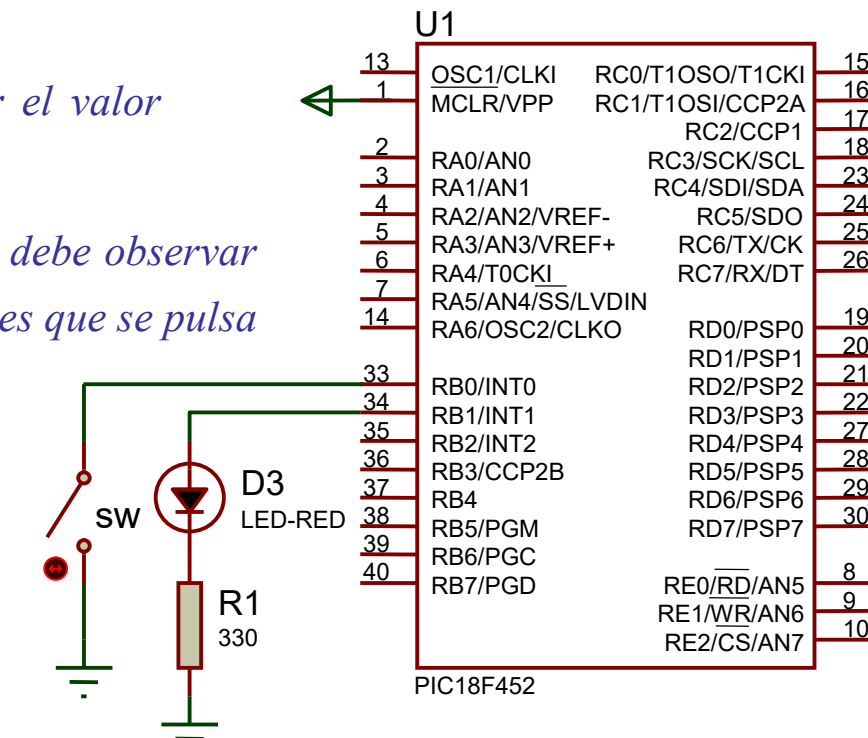 U1
r el valor
debe observar
es que se pulsa
13 OSC1/CLKI RC0/T1OSO/T1CKI 15
1 MCLR/VPP RC1/T1OSI/CCP2A 16
RC2/CCP1 17
2 RA0/AN0 RC3/SCK/SCL 18
3 RA1/AN1 RC4/SDI/SDA 23
4 RA2/AN2/VREF- RC5/SDO 24
5 RA3/AN3/VREF+ RC6/TX/CK 25
6 RA4/T0CKI RC7/RX/DT 26
7 RA5/AN4/SS/LVDIN
14 RA6/OSC2/CLKO RD0/PSP0 19
RD1/PSP1 20
33 RB0/INT0 RD2/PSP2 21
34 RB1/INT1 RD3/PSP3 22
35 RB2/INT2 RD4/PSP4 27
36 RB3/CCP2B RD5/PSP5 28
37 RB4 RD6/PSP6 29
38 RB5/PGM RD7/PSP7 30
39 RB6/PGC
40 RB7/PGD RE0/RD/AN5 8
RE1/WR/AN6 9
RE2/CS/AN7 10
PIC18F452
SW
D3
LED-RED
R1
330